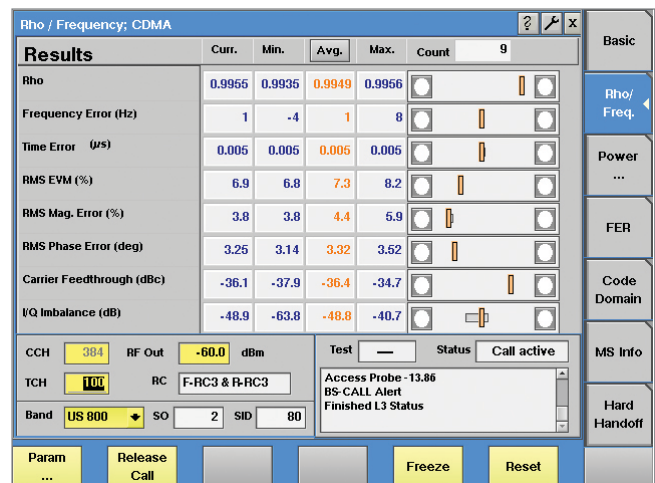 Rho / Frequency; CDMA ? x
Results Curr. Min. Avg. Max. Count 9
Rho 0.9955 0.9935 0.9949 0.9956
Frequency Error (Hz) 1 -4 1 8
Time Error (µs) 0.005 0.005 0.005 0.005
RMS EVM (%) 6.9 6.8 7.3 8.2
RMS Mag. Error (%) 3.8 3.8 4.4 5.9
RMS Phase Error (deg) 3.25 3.14 3.32 3.52
Carrier Feedthrough (dBc) -36.1 -37.9 -36.4 -34.7
I/Q Imbalance (dB) -48.9 -63.8 -48.8 -40.7
CCH 384 RF Out -60.0 dBm
TCH 100 RC F-RC3 & R-RC3
Band US 800 SO 2 SID 80
Test — Status Call active
Access Probe -13.86
BS-CALL Alert
Finished L3 Status
Param
...
Release
Call
Freeze
Reset
Basic
Rho/
Freq.
Power
...
FER
Code
Domain
MS Info
Hard
Handoff